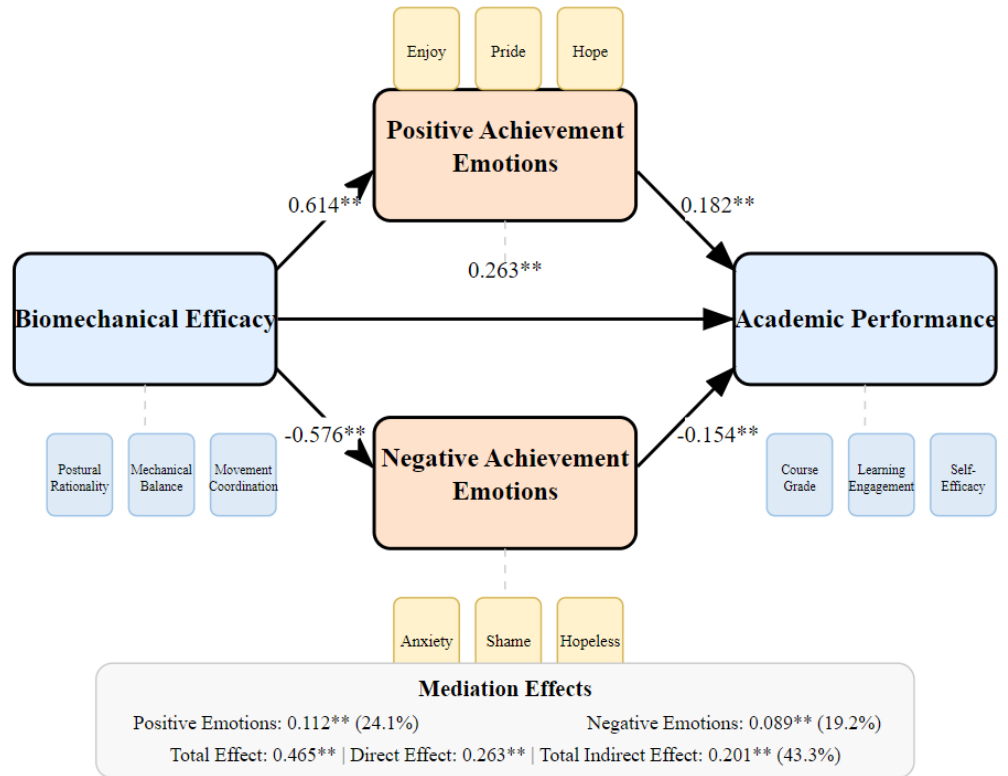 Enjoy
Pride
Hope
Positive Achievement
Emotions
0.614**
0.182**
0.263**
Biomechanical Efficacy
Academic Performance
-0.576**
-0.154**
Negative Achievement
Emotions
Postural
Rationality
Mechanical
Balance
Movement
Coordination
Course
Grade
Learning
Engagement
Self-
Efficacy
Anxiety
Shame
Hopeless
Mediation Effects
Positive Emotions: 0.112** (24.1%)
Negative Emotions: 0.089** (19.2%)
Total Effect: 0.465** | Direct Effect: 0.263** | Total Indirect Effect: 0.201** (43.3%)